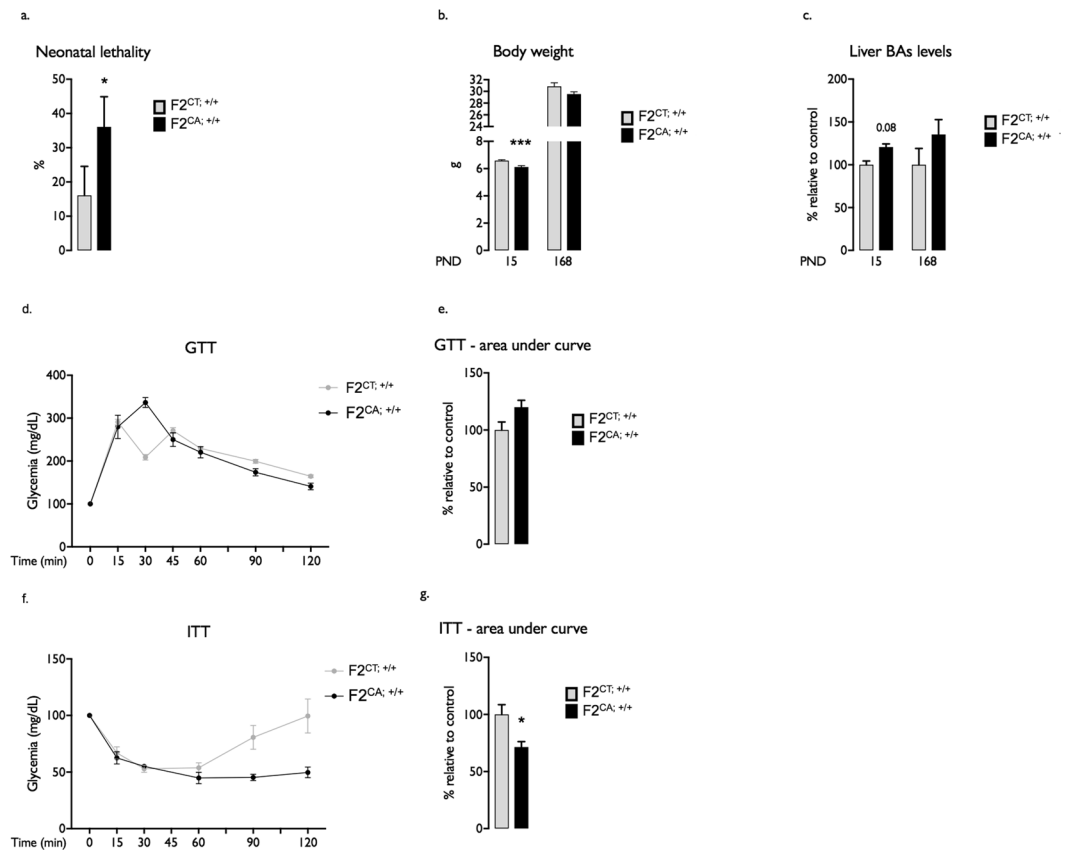 a.
Neonatal lethality
50
40
30
20
10
0
%
*
F2CT; +/+
F2CA; +/+
b.
Body weight
32
30
28
26
24
8
6
4
2
0
g
***
PND 15 168
F2CT; +/+
F2CA; +/+
c.
Liver BAs levels
200
150
100
50
0
% relative to control
0.08
PND 15 168
F2CT; +/+
F2CA; +/+
d.
GTT
400
300
200
100
0
Glycemia (mg/dL)
Time (min) 0 15 30 45 60 90 120
F2CT; +/+
F2CA; +/+
e.
GTT - area under curve
150
100
50
0
% relative to control
F2CT; +/+
F2CA; +/+
f.
ITT
150
100
50
0
Glycemia (mg/dL)
Time (min) 0 15 30 45 60 90 120
F2CT; +/+
F2CA; +/+
g.
ITT - area under curve
150
100
50
0
% relative to control
*
F2CT; +/+
F2CA; +/+